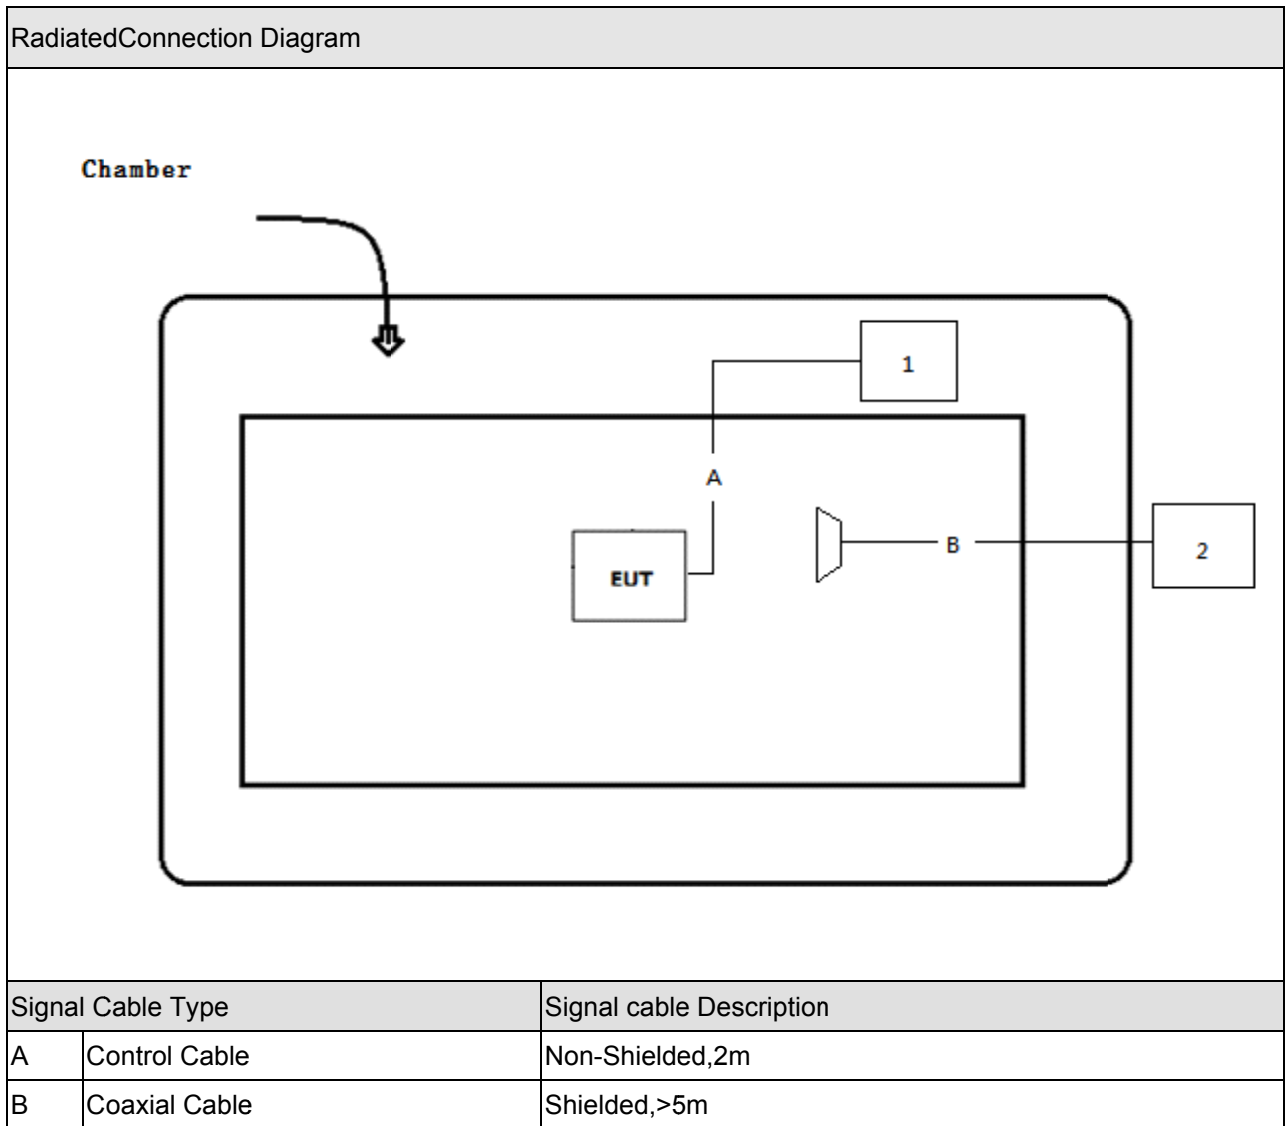 RadiatedConnection Diagram
Chamber
1
A
B
2
EUT
Signal Cable Type Signal cable Description
A Control Cable Non-Shielded,2m
B Coaxial Cable Shielded,>5m